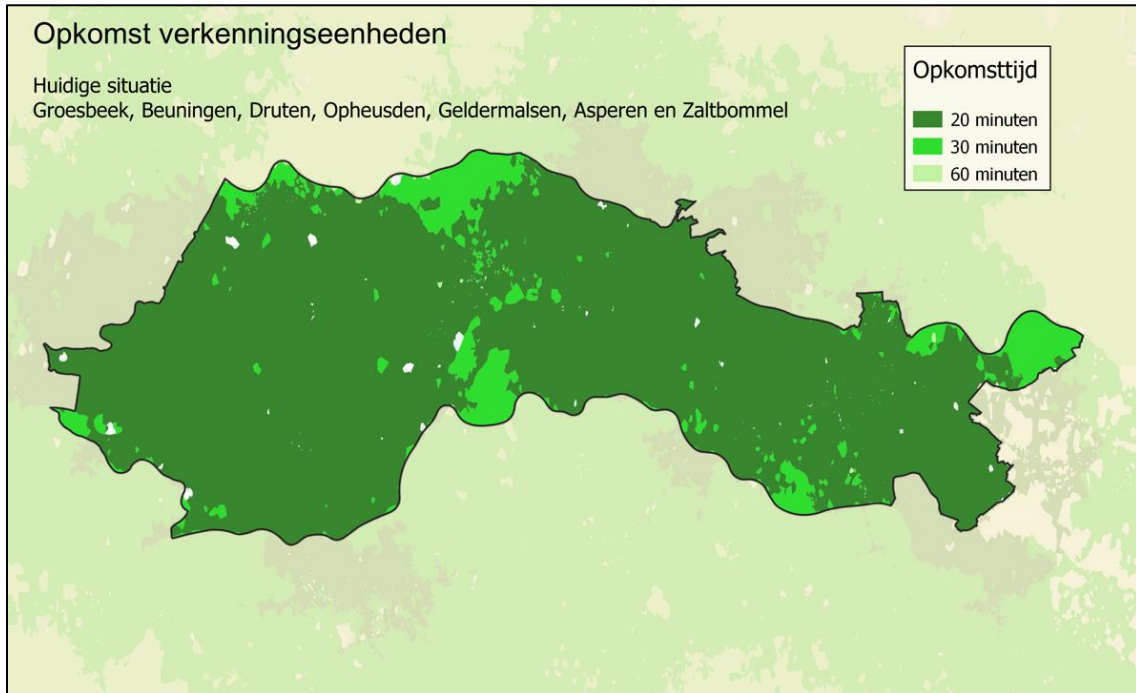 Opkomst verkenningseenheden
Huidige situatie
Groesbeek, Beuningen, Druten, Opheusden, Geldermalsen, Asperen en Zaltbommel
Opkomsttijd
20 minuten
30 minuten
60 minuten